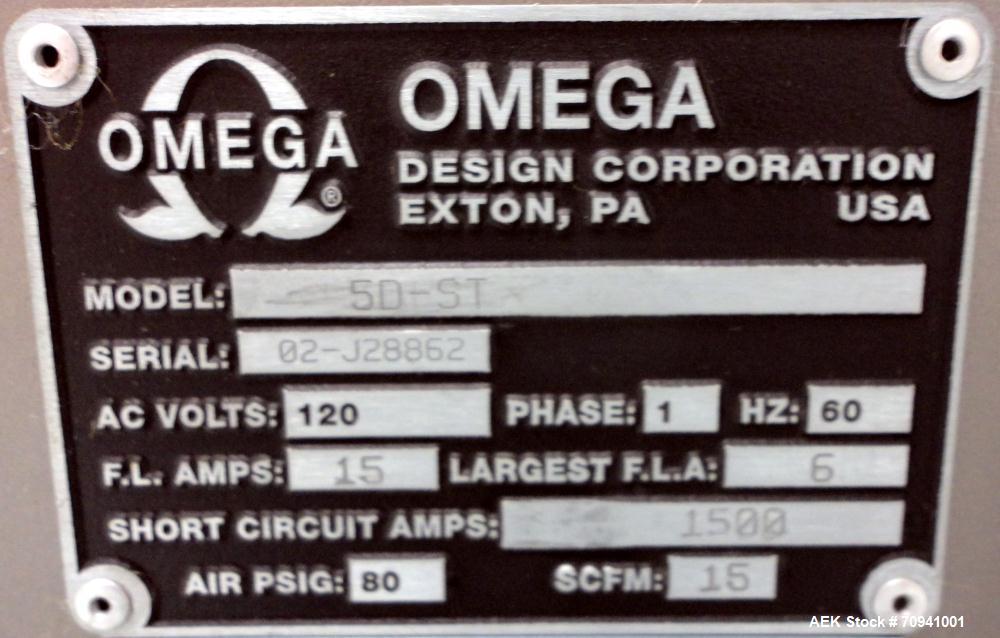 OMEGA ®
OMEGA
DESIGN CORPORATION
EXTON, PA USA
MODEL: 5D-ST
SERIAL: 02-J28862
AC VOLTS: 120 PHASE: 1 HZ: 60
F.L. AMPS: 15 LARGEST F.L.A: 6
SHORT CIRCUIT AMPS: 1500
AIR PSIG: 80 SCFM: 15
AEK Stock # 70941001